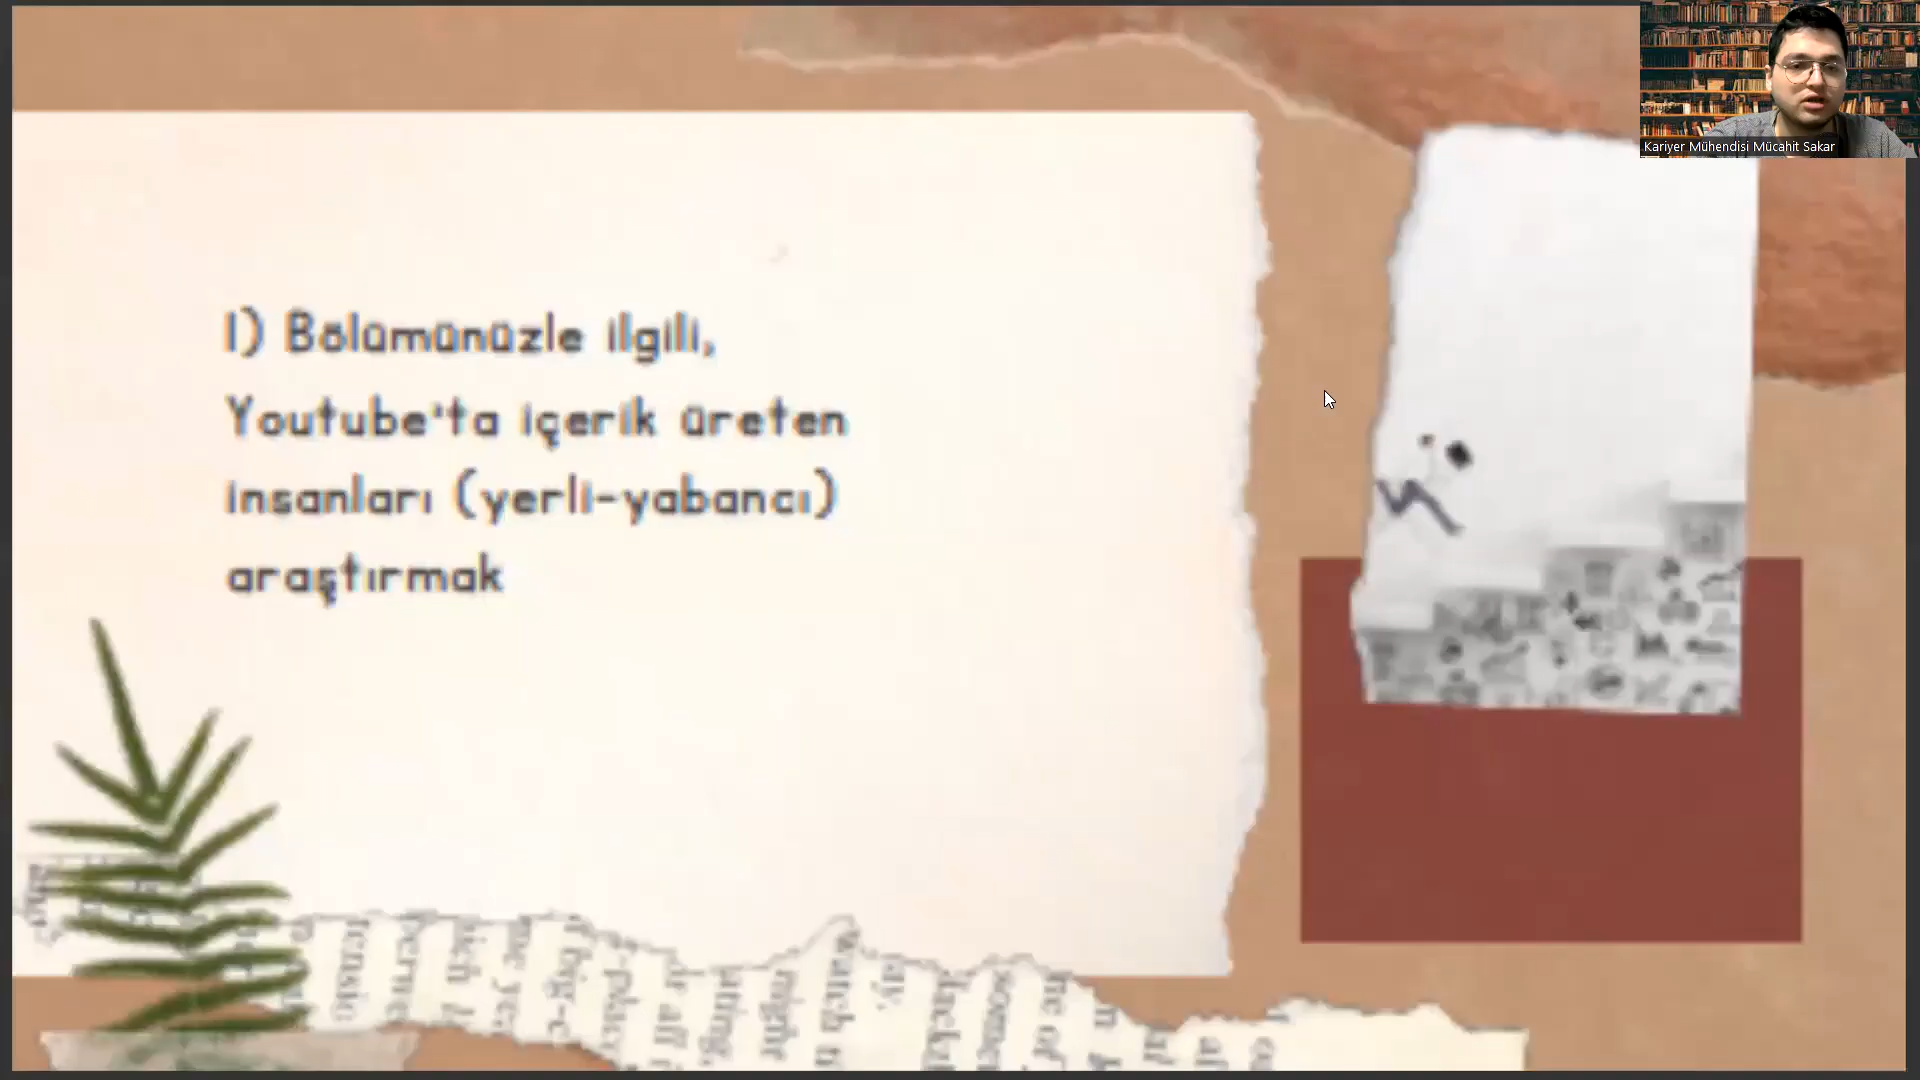 Kariyer Mühendisi Mücahit Sakar
1) Bölümünüzle ilgili,
Youtube'ta içerik üreten
insanları (yerli-yabancı)
araştırmak